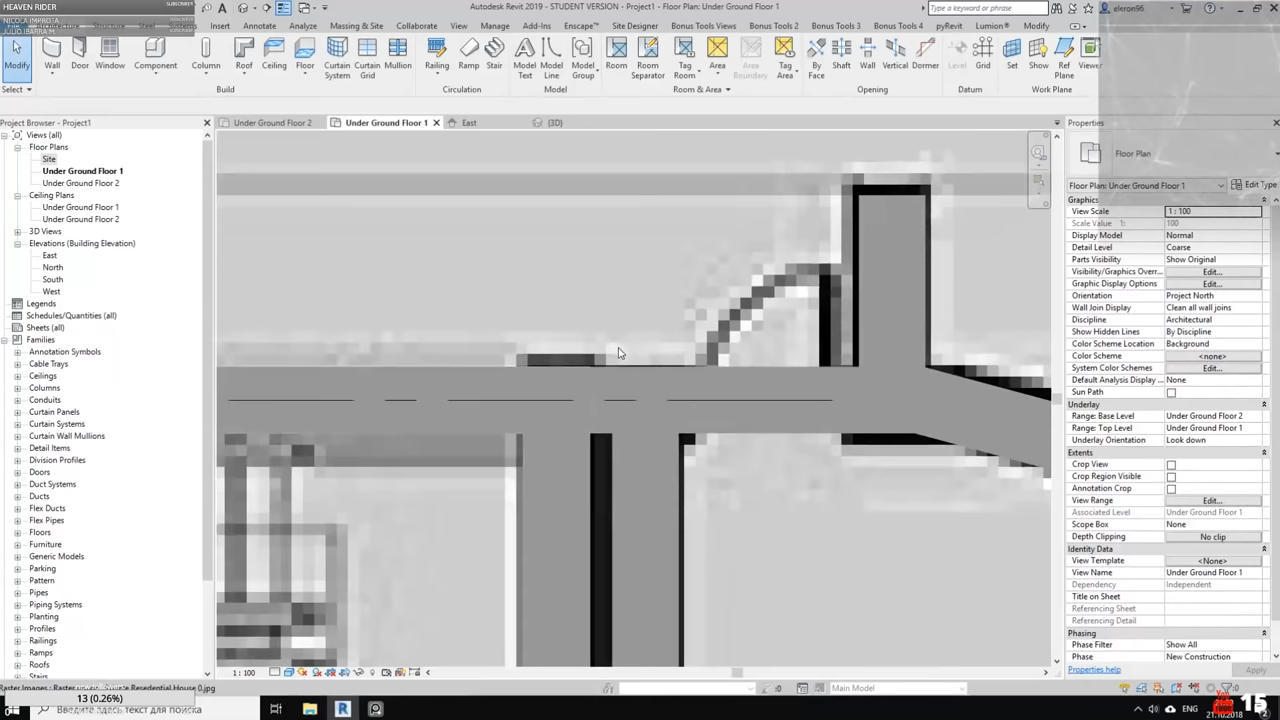 HEAVEN RIDER
SUBSCRIBER
NICOLA IMPROTA
JULIO IBARRA M.
SUBSCRIBER
Autodesk Revit 2019 - STUDENT VERSION - Project1 - Floor Plan: Under Ground Floor 1
Type a keyword or phrase
eleron96
Insert Annotate Analyze Massing & Site Collaborate Add-Ins Enscape™ Bonus Tools Bonus Tools 2 Bonus Tools 3 Bonus Tools 4 pyRevit Lumion® Modify
Modify Wall Door Window Component Column Roof Ceiling Floor Curtain System Curtain Grid Mullion Railing Ramp Stair Model Text Model Line Model Group Room Room Separator Tag Room Area Area Boundary Tag Area By Face Shaft Wall Vertical Dormer Level Grid Set Show Ref Plane Viewer
Select Build Circulation Model Room & Area Opening Datum Work Plane
Project Browser - Project1
Under Ground Floor 2
Under Ground Floor 1
East
{3D}
Views (all)
Floor Plans
Site
Under Ground Floor 1
Under Ground Floor 2
Ceiling Plans
Under Ground Floor 1
Under Ground Floor 2
3D Views
Elevations (Building Elevation)
East
North
South
West
Legends
Schedules/Quantities (all)
Sheets (all)
Families
Annotation Symbols
Cable Trays
Ceilings
Columns
Conduits
Curtain Panels
Curtain Systems
Curtain Wall Mullions
Detail Items
Division Profiles
Doors
Duct Systems
Ducts
Flex Ducts
Flex Pipes
Floors
Furniture
Generic Models
Parking
Pattern
Pipes
Piping Systems
Planting
Profiles
Railings
Ramps
Roofs
Stairs
Properties
Floor Plan
Floor Plan: Under Ground Floor 1 Edit Type
Graphics
View Scale 1 : 100
Scale Value 1: 100
Display Model Normal
Detail Level Coarse
Parts Visibility Show Original
Visibility/Graphics Overr... Edit...
Graphic Display Options Edit...
Orientation Project North
Wall Join Display Clean all wall joins
Discipline Architectural
Show Hidden Lines By Discipline
Color Scheme Location Background
Color Scheme <none>
System Color Schemes Edit...
Default Analysis Display ... None
Sun Path
Underlay
Range: Base Level Under Ground Floor 2
Range: Top Level Under Ground Floor 1
Underlay Orientation Look down
Extents
Crop View
Crop Region Visible
Annotation Crop
View Range Edit...
Associated Level Under Ground Floor 1
Scope Box None
Depth Clipping No clip
Identity Data
View Template <None>
View Name Under Ground Floor 1
Dependency Independent
Title on Sheet
Referencing Sheet
Referencing Detail
Phasing
Phase Filter Show All
Phase New Construction
Properties help Apply
1 : 100
House 0.jpg
13 (0.26%)
:0
Main Model
:0
текст для поиска
ENG
21.10.2018
15